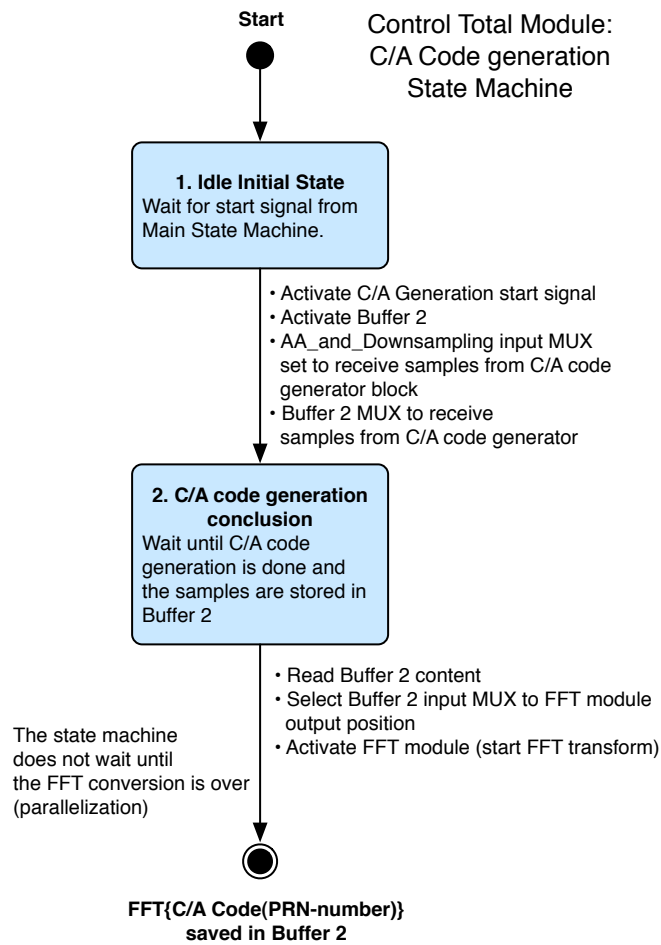 Start
Control Total Module:
C/A Code generation
State Machine
1. Idle Initial State
Wait for start signal from
Main State Machine.
• Activate C/A Generation start signal
• Activate Buffer 2
• AA_and_Downsampling input MUX
set to receive samples from C/A code
generator block
• Buffer 2 MUX to receive
samples from C/A code generator
2. C/A code generation
conclusion
Wait until C/A code
generation is done and
the samples are stored in
Buffer 2
• Read Buffer 2 content
• Select Buffer 2 input MUX to FFT module
output position
• Activate FFT module (start FFT transform)
The state machine
does not wait until
the FFT conversion is over
(parallelization)
FFT{C/A Code(PRN-number)}
saved in Buffer 2